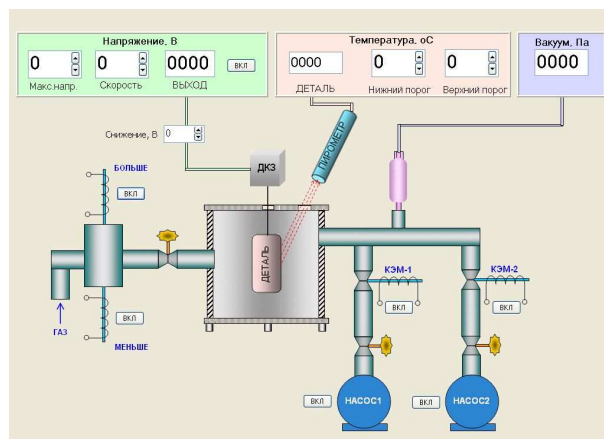 Напряжение, В
0
0
0000
ВКЛ
Макс.напр.
Скорость
ВЫХОД
Температура, оС
0000
0
0
ДЕТАЛЬ
Нижний порог
Верхний порог
Вакуум, Па
0000
Снижение, В
0
БОЛЬШЕ
ВКЛ
ДКЗ
ПИРОМЕТР
ДЕТАЛЬ
КЭМ-1
ВКЛ
КЭМ-2
ВКЛ
ГАЗ
ВКЛ
МЕНЬШЕ
ВКЛ
НАСОС1
ВКЛ
НАСОС2